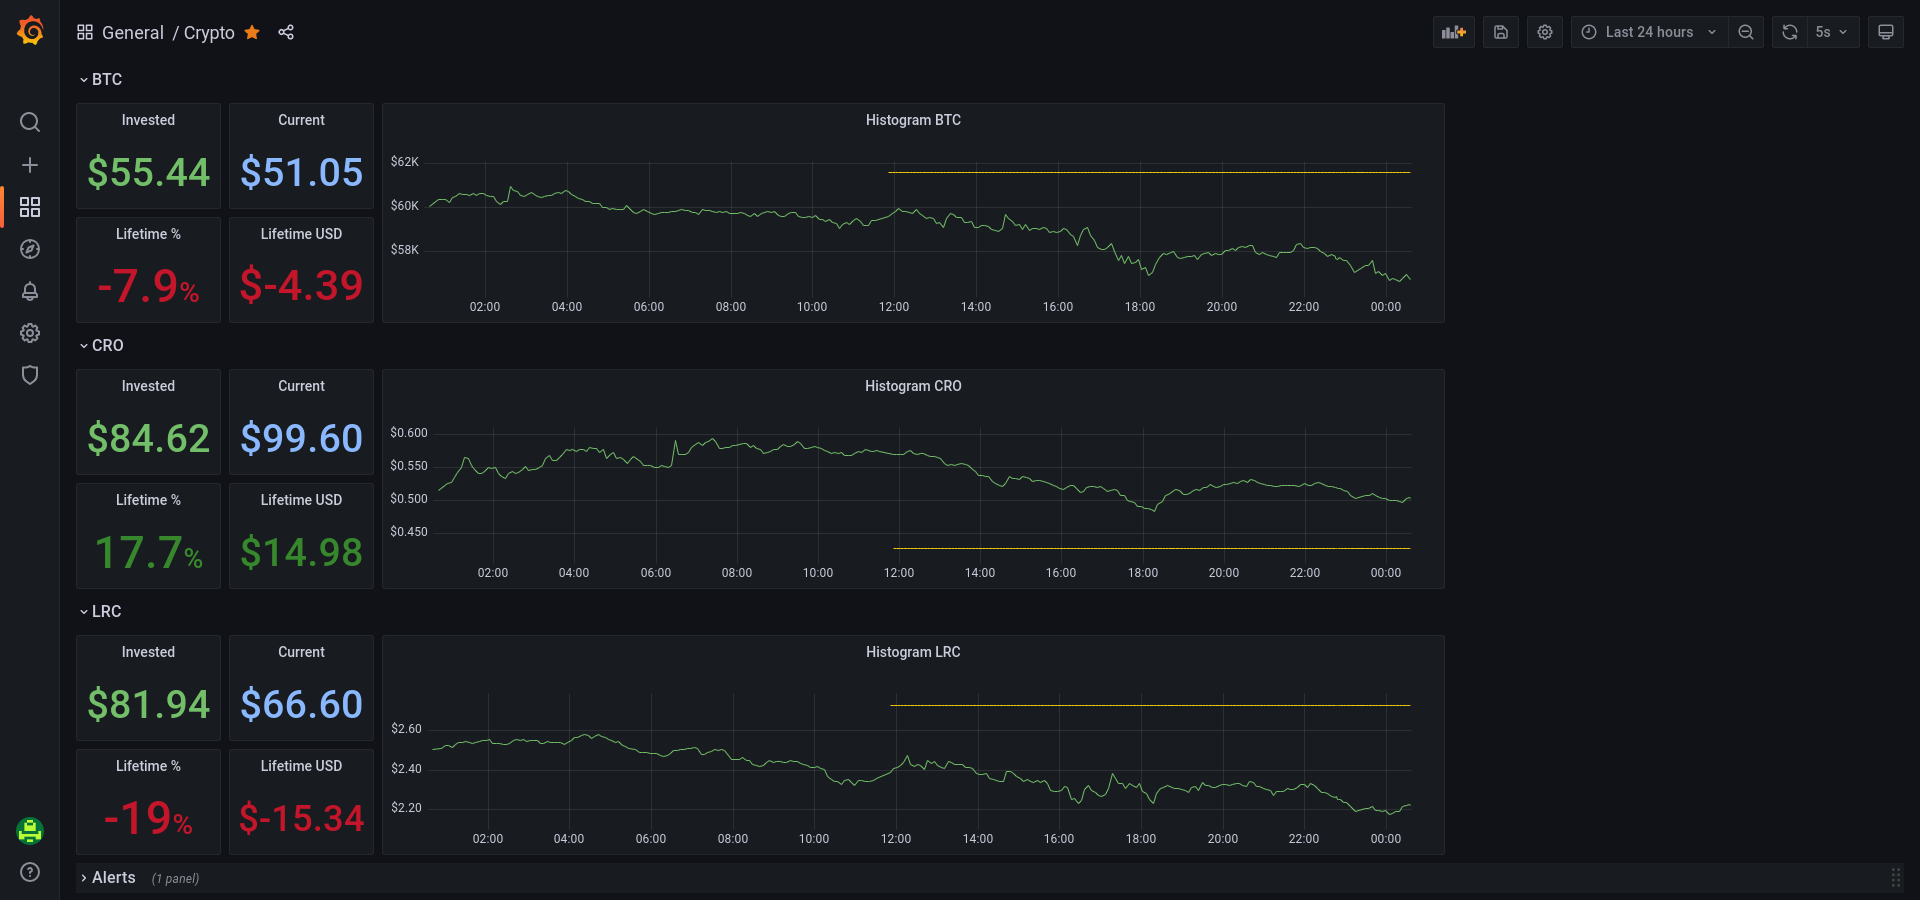 General / Crypto
Last 24 hours
5s
BTC
Invested
$55.44
Current
$51.05
Lifetime %
-7.9%
Lifetime USD
$-4.39
Histogram BTC
$62K
$60K
$58K
02:00 04:00 06:00 08:00 10:00 12:00 14:00 16:00 18:00 20:00 22:00 00:00
CRO
Invested
$84.62
Current
$99.60
Lifetime %
17.7%
Lifetime USD
$14.98
Histogram CRO
$0.600
$0.550
$0.500
$0.450
02:00 04:00 06:00 08:00 10:00 12:00 14:00 16:00 18:00 20:00 22:00 00:00
LRC
Invested
$81.94
Current
$66.60
Lifetime %
-19%
Lifetime USD
$-15.34
Histogram LRC
$2.60
$2.40
$2.20
02:00 04:00 06:00 08:00 10:00 12:00 14:00 16:00 18:00 20:00 22:00 00:00
Alerts (1 panel)